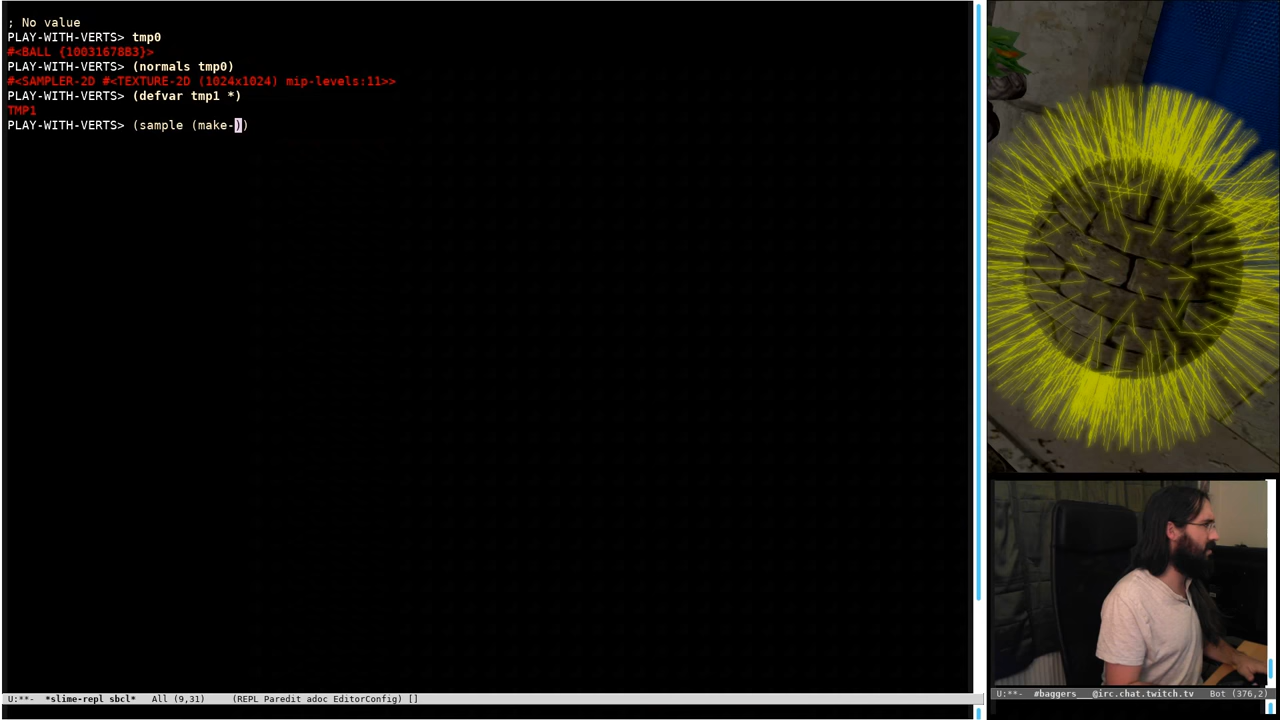 ; No value
PLAY-WITH-VERTS> tmp0
#<BALL {10031678B3}>
PLAY-WITH-VERTS> (normals tmp0)
#<SAMPLER-2D #<TEXTURE-2D (1024x1024) mip-levels:11>>
PLAY-WITH-VERTS> (defvar tmp1 *)
TMP1
PLAY-WITH-VERTS> (sample (make-))
U:**-  *slime-repl sbcl*   All (9,31)     (REPL Paredit adoc EditorConfig) []
U:**-  #baggers___@irc.chat.twitch.tv   Bot (376,2)